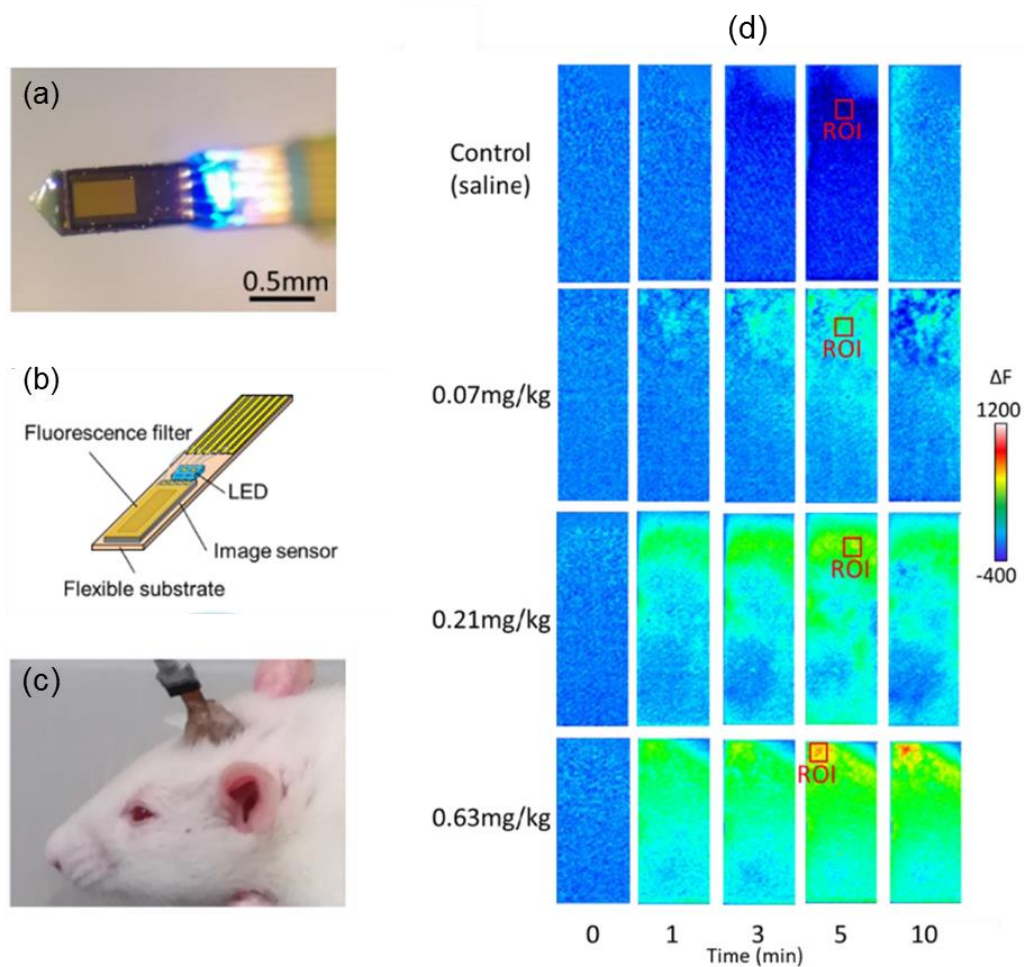 (a)
0.5mm
(b)
Fluorescence filter
LED
Image sensor
Flexible substrate
(c)
(d)
Control
(saline)
ROI
0.07mg/kg
ROI
0.21mg/kg
ROI
0.63mg/kg
ROI
0 1 3 5 10
Time (min)
ΔF
1200
-400